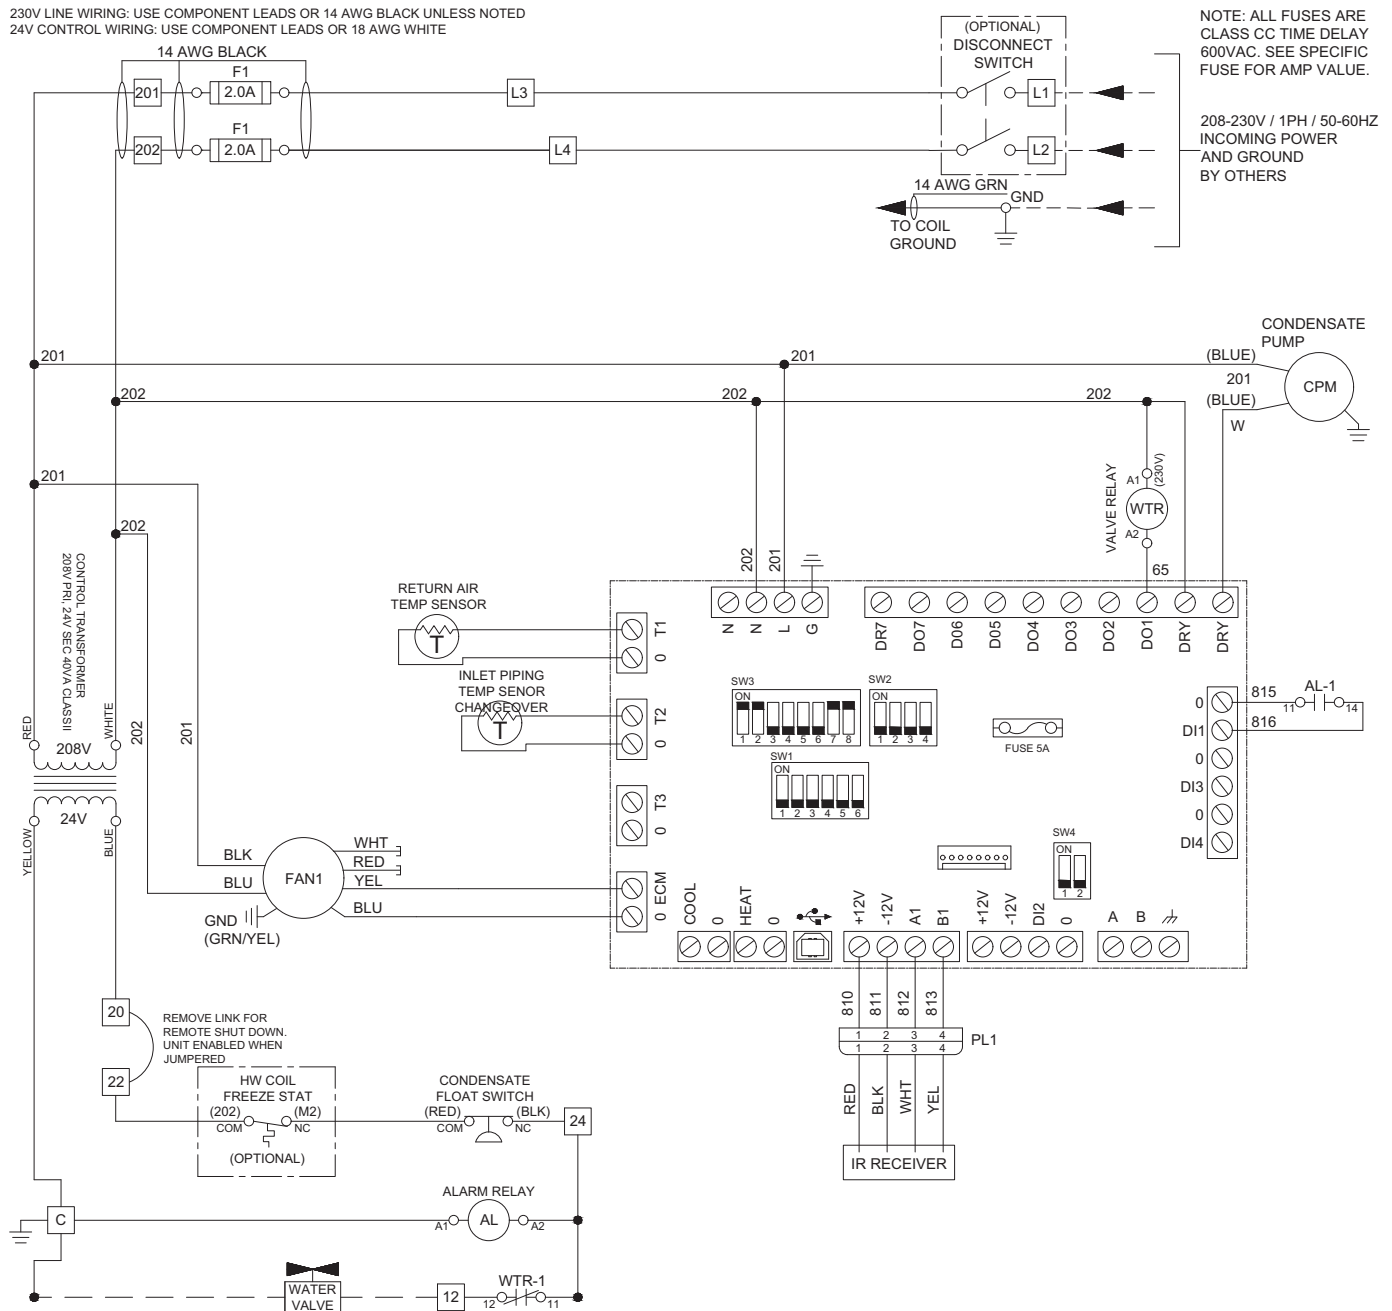 230V LINE WIRING: USE COMPONENT LEADS OR 14 AWG BLACK UNLESS NOTED
24V CONTROL WIRING: USE COMPONENT LEADS OR 18 AWG WHITE
14 AWG BLACK
201
F1
2.0A
L3
202
F1
2.0A
L4
(OPTIONAL)
DISCONNECT
SWITCH
L1
L2
NOTE: ALL FUSES ARE
CLASS CC TIME DELAY
600VAC. SEE SPECIFIC
FUSE FOR AMP VALUE.
208-230V / 1PH / 50-60HZ
INCOMING POWER
AND GROUND
BY OTHERS
14 AWG GRN
GND
TO COIL
GROUND
CONDENSATE
PUMP
201
201
(BLUE)
201
CPM
202
202
202
(BLUE)
W
201
202
VALVE RELAY
A1
(230V)
WTR
A2
65
CONTROL TRANSFORMER
208V PRI, 24V SEC 40VA CLASSII
RED
WHITE
202
201
208V
24V
YELLOW
BLUE
RETURN AIR
TEMP SENSOR
T
INLET PIPING
TEMP SENOR
CHANGEOVER
T
202
201
N
N
L
G
DR7
DO7
D06
D05
DO4
DO3
DO2
DO1
DRY
DRY
T1
0
T2
0
T3
0
ECM
0
SW3
ON
1 2 3 4 5 6 7 8
SW2
ON
1 2 3 4
SW1
ON
1 2 3 4 5 6
FUSE 5A
SW4
ON
1 2
0
DI1
0
DI3
0
DI4
815
AL-1
11
14
816
BLK
BLU
FAN1
WHT
RED
YEL
BLU
GND
(GRN/YEL)
COOL
0
HEAT
0
+12V
-12V
A1
B1
+12V
-12V
DI2
0
A
B
810
811
812
813
1 2 3 4
1 2 3 4
PL1
RED
BLK
WHT
YEL
IR RECEIVER
20
22
REMOVE LINK FOR
REMOTE SHUT DOWN.
UNIT ENABLED WHEN
JUMPERED
HW COIL
FREEZE STAT
(202)
(M2)
COM
NC
(OPTIONAL)
CONDENSATE
FLOAT SWITCH
(RED)
(BLK)
COM
NC
24
ALARM RELAY
C
A1
AL
A2
WATER
VALVE
12
WTR-1
12
11